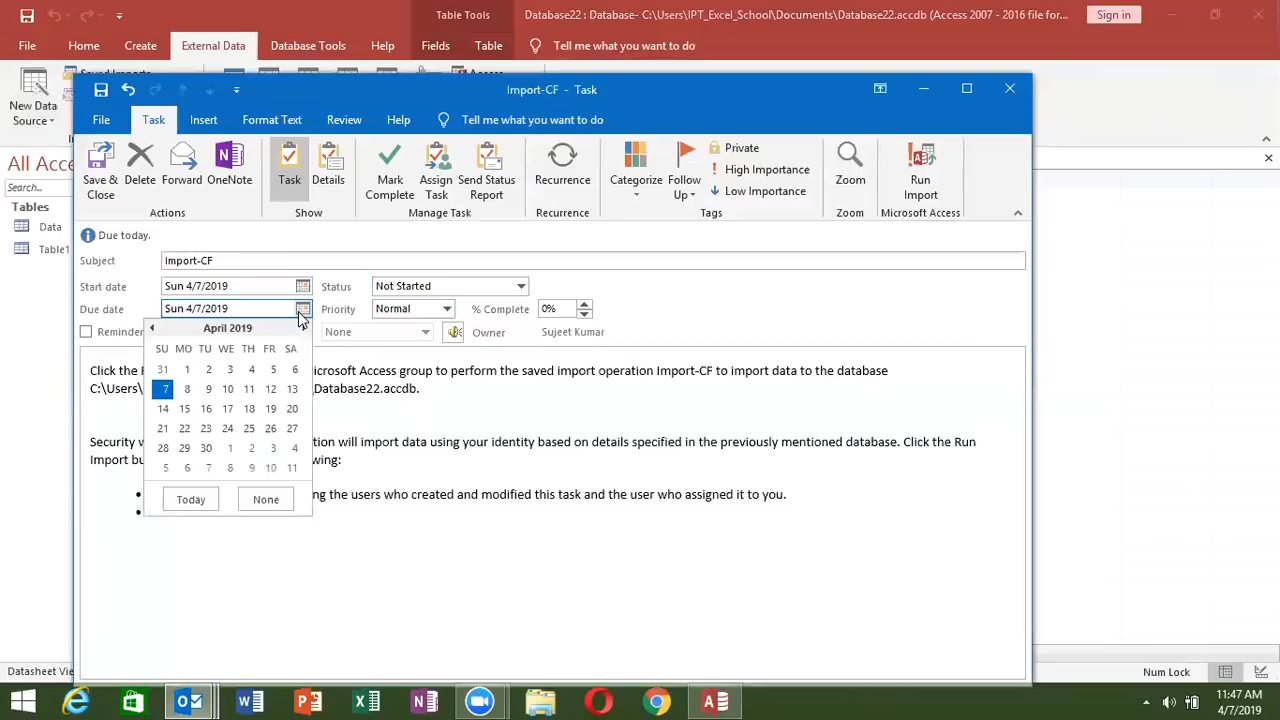 Table Tools
Database22 : Database- C:\Users\IPT_Excel_School\Documents\Database22.accdb (Access 2007 - 2016 file for...
Sign in
File Home Create External Data Database Tools Help Fields Table Tell me what you want to do
Saved Imports
Access
New Data
Source
All Acce
Search...
Tables
Data
Table1
Import-CF - Task
File Task Insert Format Text Review Help Tell me what you want to do
Save &
Close
Delete
Forward
OneNote
Task
Details
Mark
Complete
Assign
Task
Send Status
Report
Recurrence
Categorize
Follow
Up
Private
High Importance
Low Importance
Zoom
Run
Import
Actions Show Manage Task Recurrence Tags Zoom Microsoft Access
Due today.
Subject Import-CF
Start date Sun 4/7/2019 Status Not Started
Due date Sun 4/7/2019 Priority Normal % Complete 0%
Reminder None Owner Sujeet Kumar
April 2019
SU MO TU WE TH FR SA
31 1 2 3 4 5 6
7 8 9 10 11 12 13
14 15 16 17 18 19 20
21 22 23 24 25 26 27
28 29 30 1 2 3 4
5 6 7 8 9 10 11
Today None
Click the icrosoft Access group to perform the saved import operation Import-CF to import data to the database
C:\Users\ Database22.accdb.
Security tion will import data using your identity based on details specified in the previously mentioned database. Click the Run
Import bu wing:
• g the users who created and modified this task and the user who assigned it to you.
•
Datasheet Vie Num Lock
11:47 AM
4/7/2019